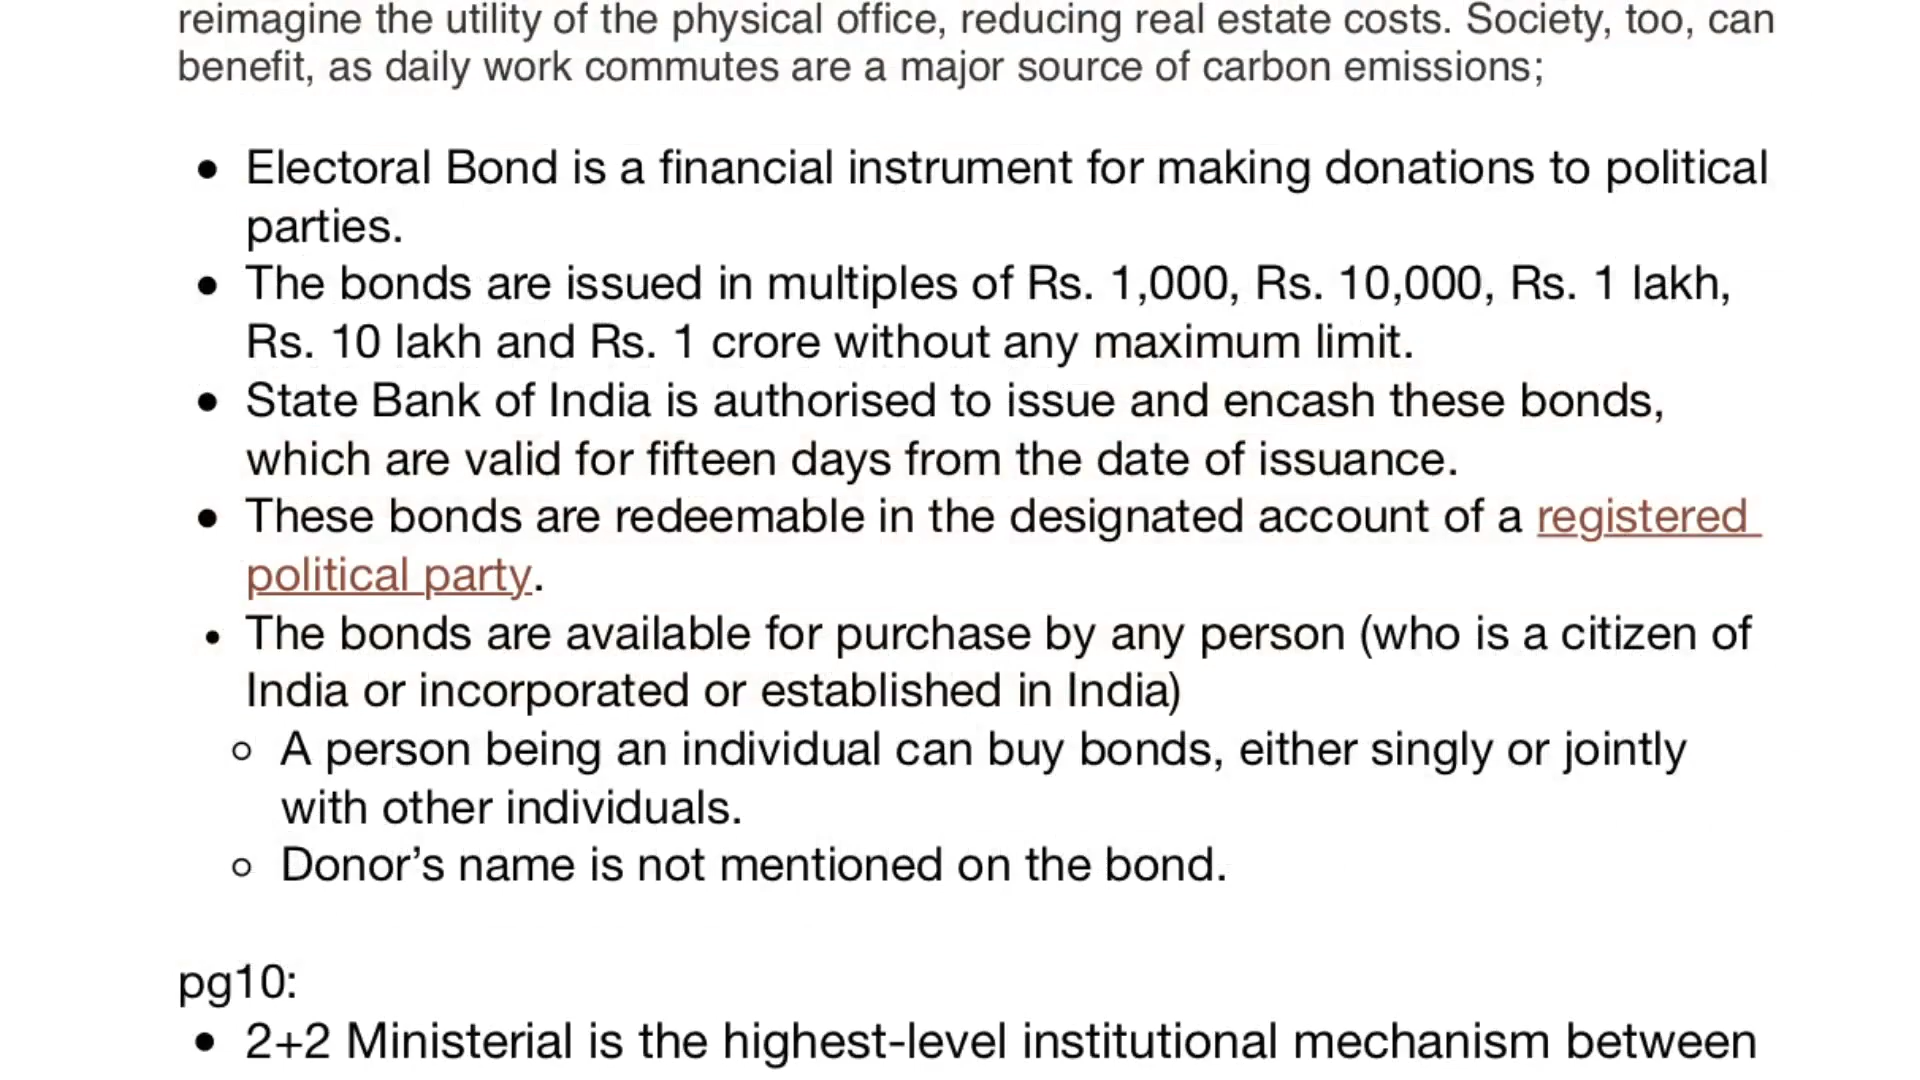 reimagine the utility of the physical office, reducing real estate costs. Society, too, can
benefit, as daily work commutes are a major source of carbon emissions;
● Electoral Bond is a financial instrument for making donations to political
parties.
● The bonds are issued in multiples of Rs. 1,000, Rs. 10,000, Rs. 1 lakh,
Rs. 10 lakh and Rs. 1 crore without any maximum limit.
● State Bank of India is authorised to issue and encash these bonds,
which are valid for fifteen days from the date of issuance.
● These bonds are redeemable in the designated account of a registered
political party.
• The bonds are available for purchase by any person (who is a citizen of
India or incorporated or established in India)
○ A person being an individual can buy bonds, either singly or jointly
with other individuals.
○ Donor’s name is not mentioned on the bond.
pg10:
● 2+2 Ministerial is the highest-level institutional mechanism between